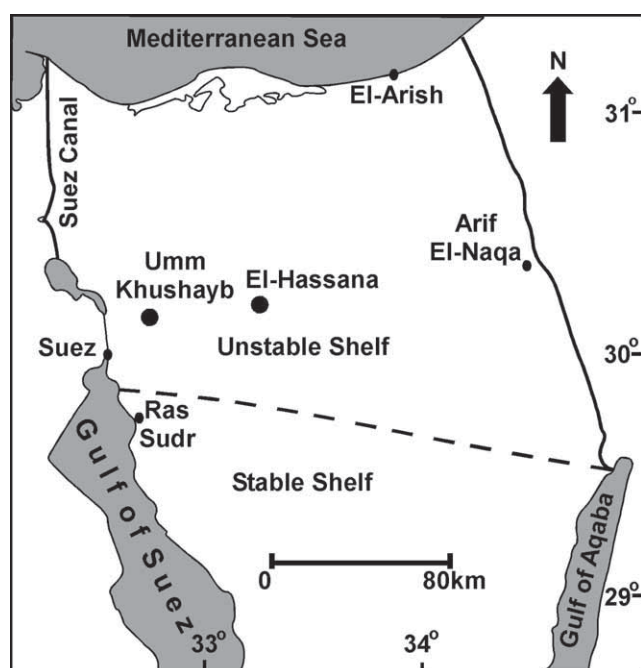 Mediterranean Sea
N
El-Arish
31°
Suez Canal
Arif
El-Naqa
Umm
Khushayb
El-Hassana
Suez
Unstable Shelf
30°
Ras
Sudr
Gulf of Suez
Stable Shelf
0
80km
Gulf of Aqaba
29°
33°
34°